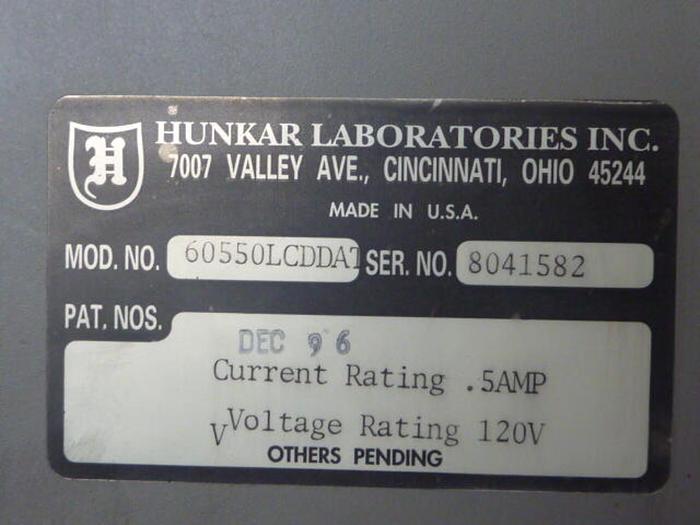 H
HUNKAR LABORATORIES INC.
7007 VALLEY AVE., CINCINNATI, OHIO 45244
MADE IN U.S.A.
MOD. NO. 60550LCDDAT SER. NO. 8041582
PAT. NOS.
DEC 96
Current Rating .5AMP
VVoltage Rating 120V
OTHERS PENDING